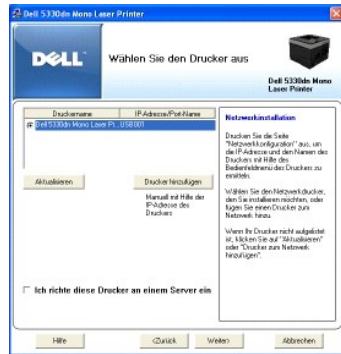 Dell 5330dn Mono Laser Printer
DELL
Wählen Sie den Drucker aus
Dell 5330dn Mono
Laser Printer
Druckername
IP-Adresse/Port-Name
Dell 5330dn Mono Laser Pr...
USB001
Aktualisieren
Drucker hinzufügen
Manuell mit Hilfe der
IP-Adresse des
Druckers
Netzwerkinstallation
Drucken Sie die Seite
"Netzwerkkonfiguration" aus, um
die IP-Adresse und den Namen des
Druckers mit Hilfe des
Bedienfeldmenü des Druckers zu
ermitteln.
Wählen Sie den Netzwerkdrucker,
den Sie installieren möchten, oder
fügen Sie einen Drucker zum
Netzwerk hinzu.
Wenn Ihr Drucker nicht aufgelistet
ist, klicken Sie auf "Aktualisieren"
oder "Drucker zum Netzwerk
hinzufügen".
Ich richte diese Drucker an einem Server ein
Hilfe
<Zurück
Weiter>
Abbrechen